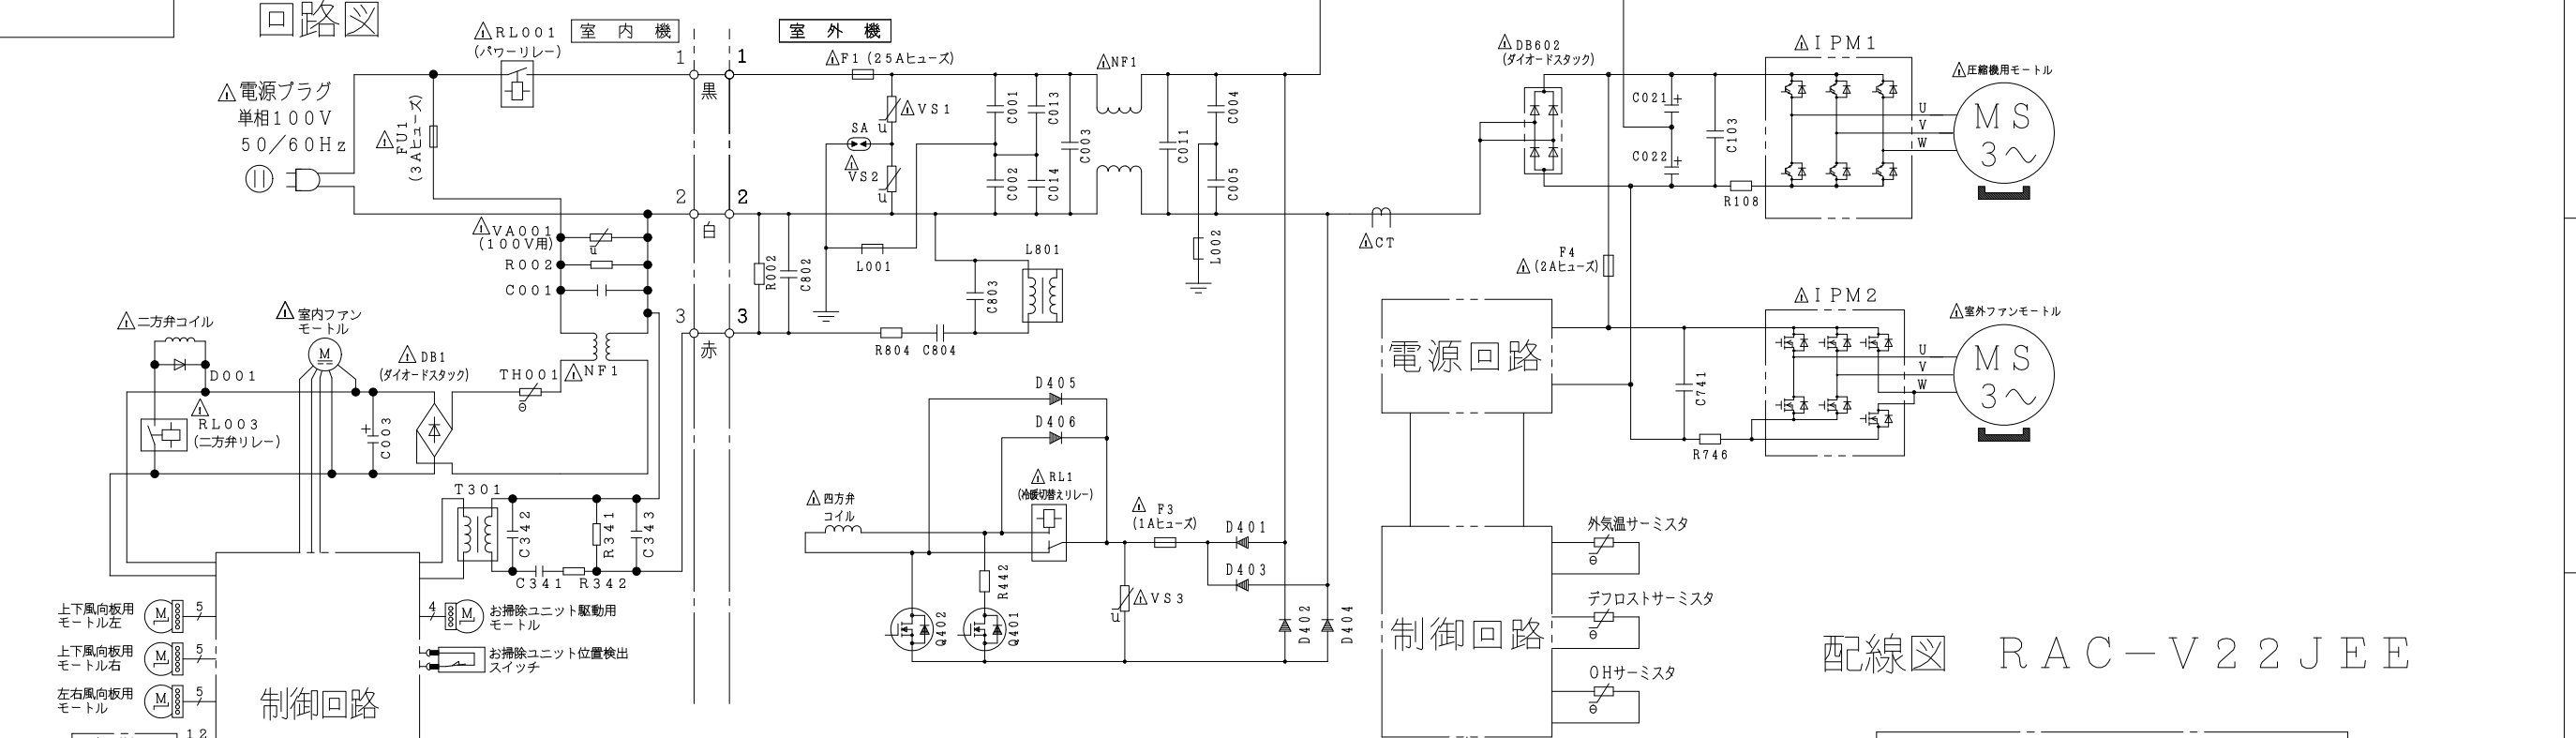 回路図
⚠RL001
(パワーリレー)
室内機
室外機
1
1
黒
2
2
白
3
3
赤
⚠電源プラグ
単相100V
50/60Hz
⚠FU1
(3Aヒューズ)
⚠VA001
(100V用)
u
R002
C001
⚠NF1
TH001
θ
⚠DB1
(ダイオードスタック)
⚠室内ファン
モートル
M
⚠二方弁コイル
D001
⚠
RL003
(二方弁リレー)
+
C003
T301
C342
R341
C343
C341
R342
制御回路
上下風向板用
モートル左
M
5
上下風向板用
モートル右
M
5
左右風向板用
モートル
M
5
12
4
M
お掃除ユニット駆動用
モートル
お掃除ユニット位置検出
スイッチ
⚠F1(25Aヒューズ)
⚠VS1
u
SA
⚠
VS2
u
C001
C013
C002
C014
C003
⚠NF1
C011
C004
C005
L001
L002
R002
C802
C803
L801
R804
C804
⚠CT
D405
D406
⚠RL1
(冷暖切替えリレー)
⚠四方弁
コイル
⚠F3
(1Aヒューズ)
D401
D403
Q402
R442
Q401
⚠VS3
u
D402
D404
⚠DB602
(ダイオードスタック)
C021
+
C022
+
C103
R108
⚠IPM1
U
V
W
⚠圧縮機用モートル
MS
3～
F4
⚠(2Aヒューズ)
電源回路
C741
R746
⚠IPM2
U
V
W
⚠室外ファンモートル
MS
3～
制御回路
外気温サーミスタ
θ
デフロストサーミスタ
θ
OHサーミスタ
θ
配線図 RAC-V22JEE